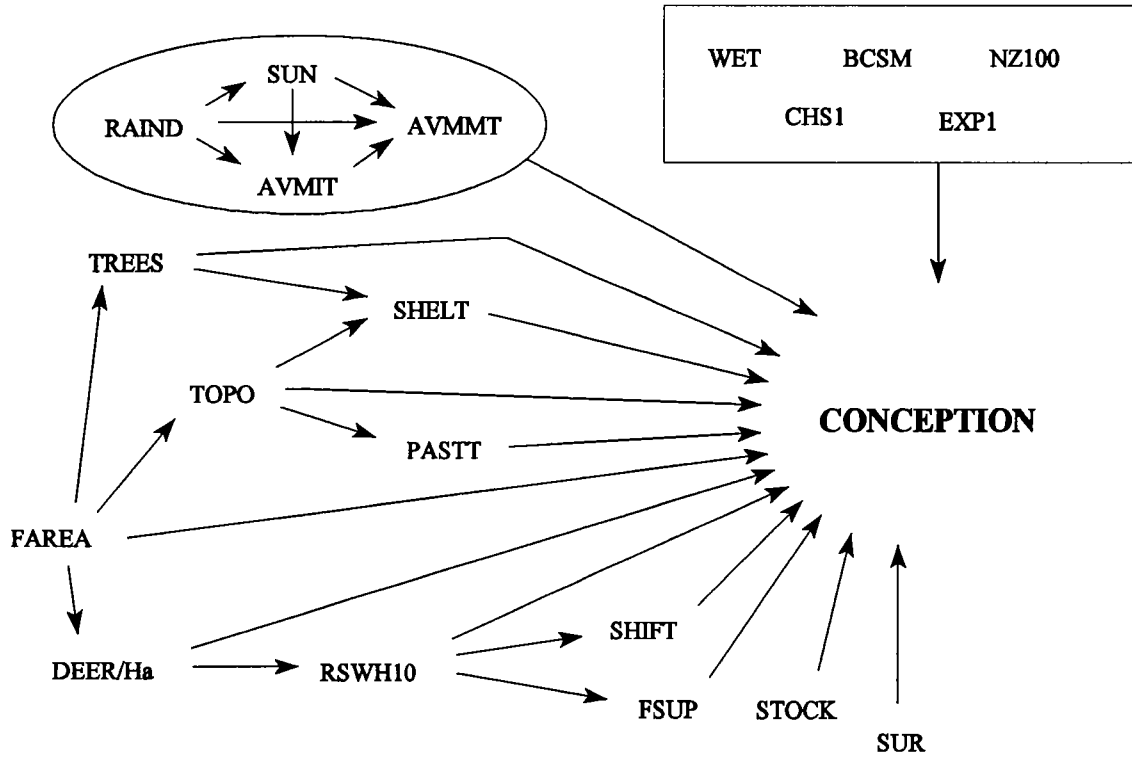 WET BCSM NZ100
SUN
CHS1 EXP1
RAIND AVMMT
AVMIT
TREES
SHELT
TOPO
CONCEPTION
PASTT
FAREA
SHIFT
DEER/Ha RSWH10
FSUP STOCK
SUR